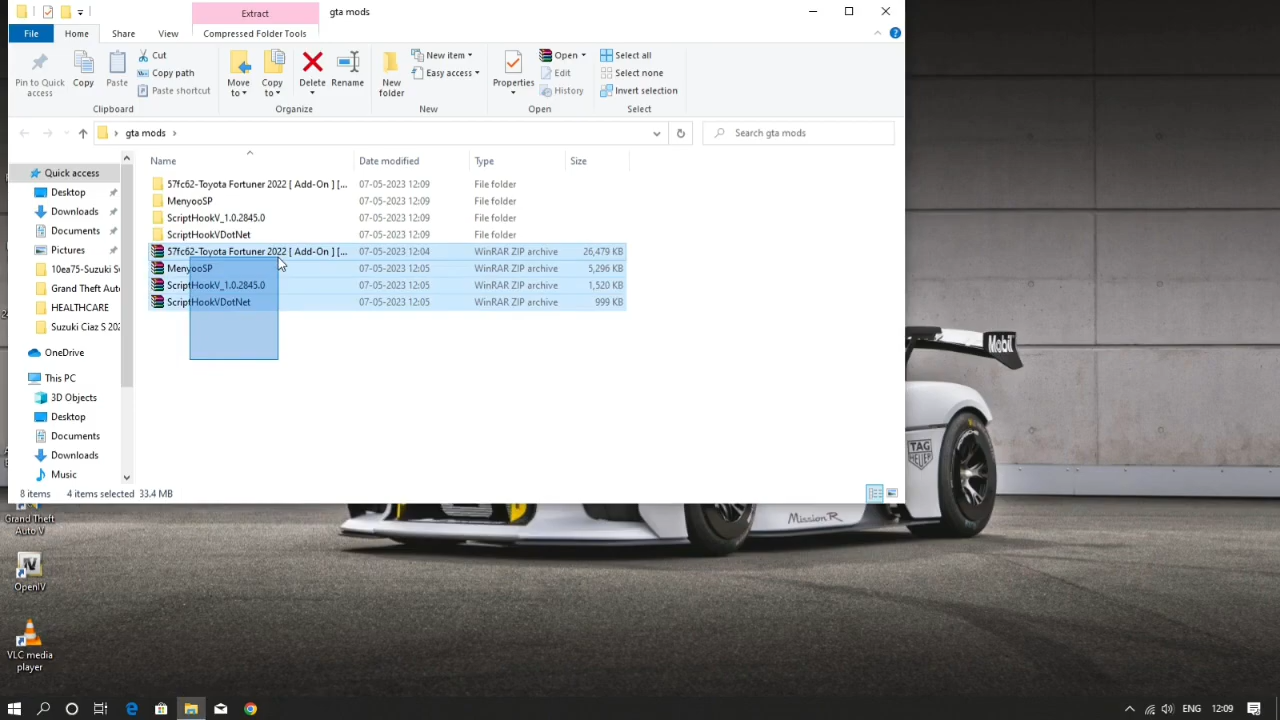 Extract
gta mods
File
Home
Share
View
Compressed Folder Tools
Pin to Quick
access
Copy
Paste
Cut
Copy path
Paste shortcut
Clipboard
Move
to
Copy
to
Delete
Rename
Organize
New
folder
New item
Easy access
New
Properties
Open
Edit
History
Open
Select all
Select none
Invert selection
Select
gta mods
Search gta mods
Quick access
Desktop
Downloads
Documents
Pictures
10ea75-Suzuki S
Grand Theft Aut
HEALTHCARE
Suzuki Ciaz S 202
OneDrive
This PC
3D Objects
Desktop
Documents
Downloads
Music
Name Date modified Type Size
57fc62-Toyota Fortuner 2022 [ Add-On ] [... 07-05-2023 12:09 File folder
MenyooSP 07-05-2023 12:09 File folder
ScriptHookV_1.0.2845.0 07-05-2023 12:09 File folder
ScriptHookVDotNet 07-05-2023 12:09 File folder
57fc62-Toyota Fortuner 2022 [ Add-On ] [... 07-05-2023 12:04 WinRAR ZIP archive 26,479 KB
MenyooSP 07-05-2023 12:05 WinRAR ZIP archive 5,296 KB
ScriptHookV_1.0.2845.0 07-05-2023 12:05 WinRAR ZIP archive 1,520 KB
ScriptHookVDotNet 07-05-2023 12:05 WinRAR ZIP archive 999 KB
8 items 4 items selected 33.4 MB
Mobil
TAG
HEUER
Mission R
Grand Theft
Auto V
OpenIV
VLC media
player
ENG 12:09